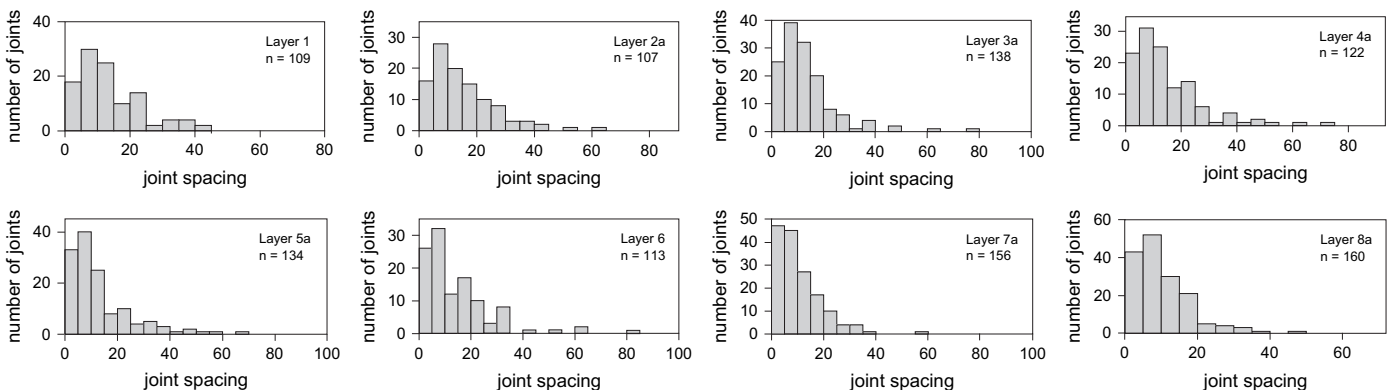 number of joints
40
20
0
Layer 1
n = 109
0 20 40 60 80
joint spacing
number of joints
30
20
10
0
Layer 2a
n = 107
0 20 40 60 80
joint spacing
number of joints
40
30
20
10
0
Layer 3a
n = 138
0 20 40 60 80 100
joint spacing
number of joints
30
20
10
0
Layer 4a
n = 122
0 20 40 60 80
joint spacing
number of joints
40
20
0
Layer 5a
n = 134
0 20 40 60 80 100
joint spacing
number of joints
30
20
10
0
Layer 6
n = 113
0 20 40 60 80 100
joint spacing
number of joints
50
40
30
20
10
0
Layer 7a
n = 156
0 20 40 60 80 100
joint spacing
number of joints
60
40
20
0
Layer 8a
n = 160
0 20 40 60
joint spacing